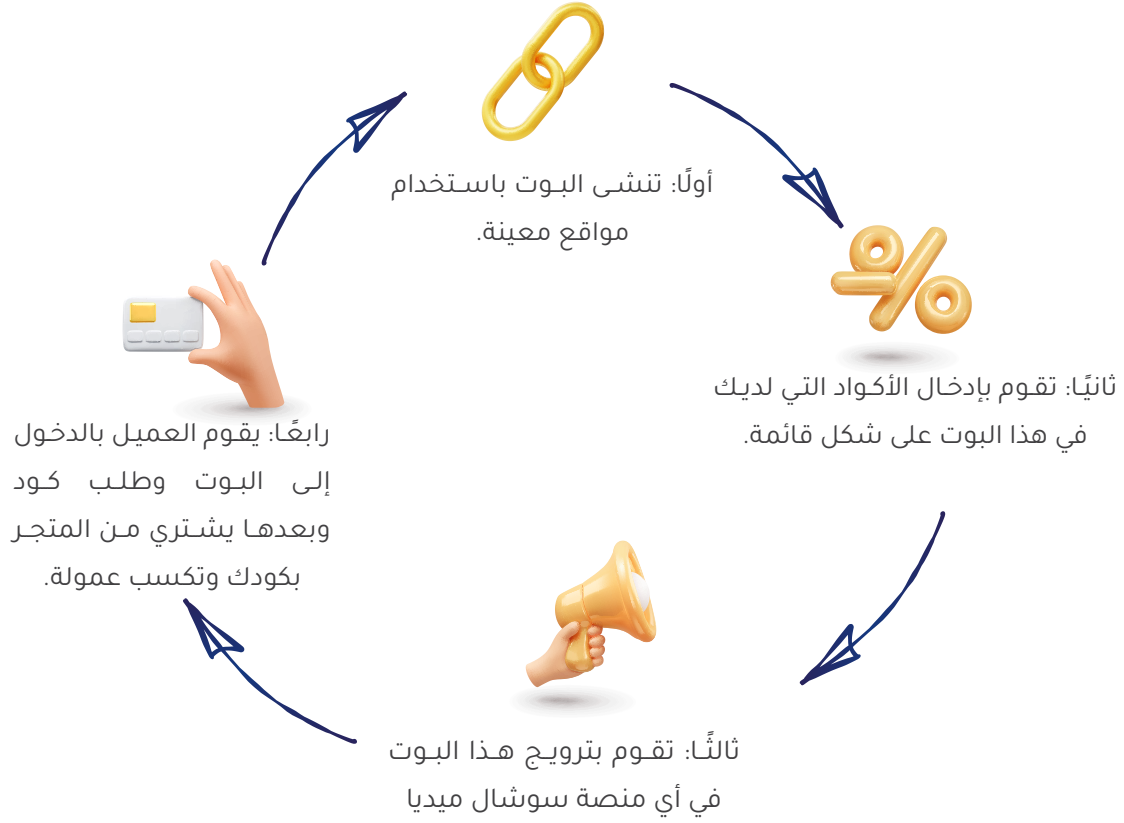 أولًا: تنشى البوت باستخدام
مواقع معينة.
ثانيًا: تقوم بإدخال الأكواد التي لديك
في هذا البوت على شكل قائمة.
ثالثًا: تقوم بترويج هذا البوت
في أي منصة سوشال ميديا
رابعًا: يقوم العميل بالدخول
إلى البوت وطلب كود
وبعدها يشتري من المتجر
بكودك وتكسب عمولة.